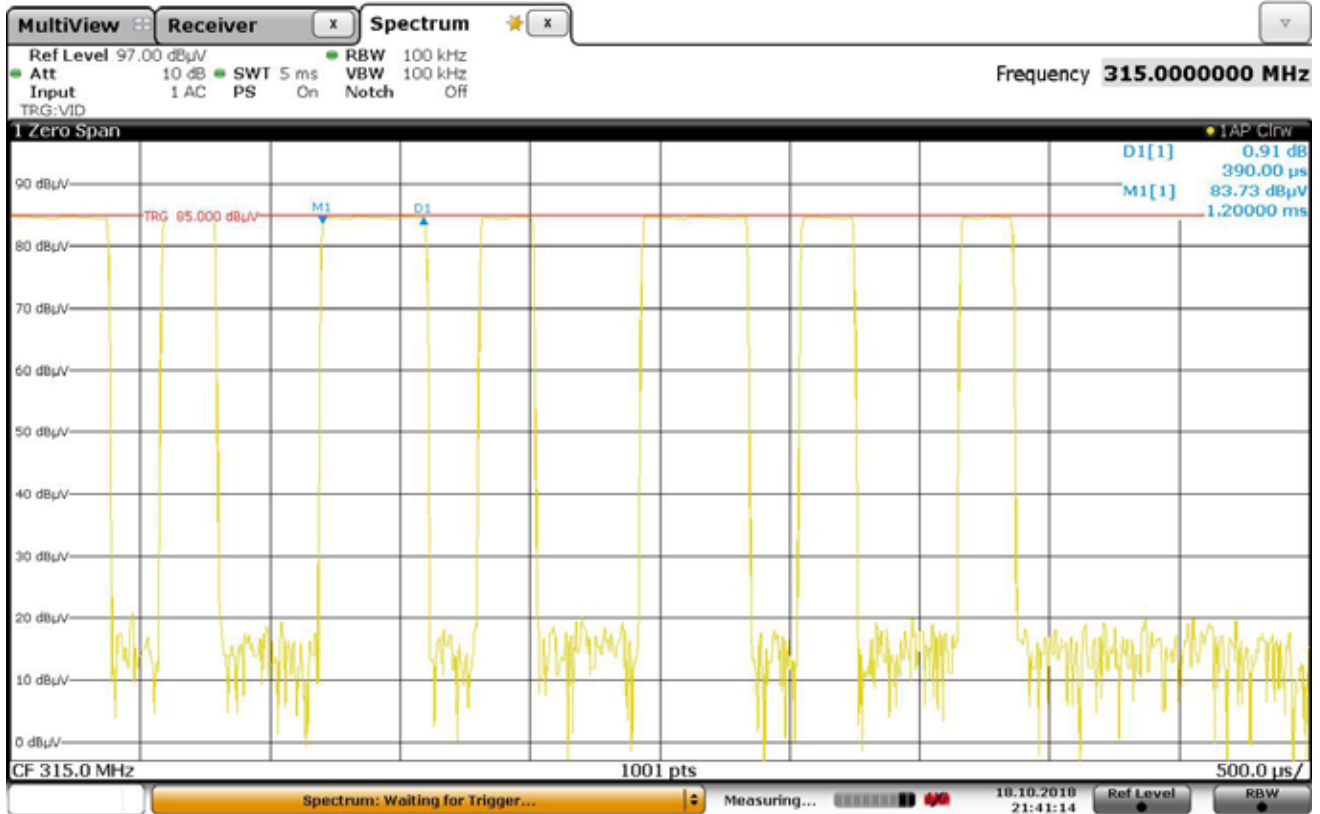 MultiView Receiver x Spectrum x
Ref Level 97.00 dBµV RBW 100 kHz
Att 10 dB SWT 5 ms VBW 100 kHz
Input 1 AC PS On Notch Off
TRG:VID
Frequency 315.0000000 MHz
1 Zero Span 1AP Clrw
D1[1] 0.91 dB
390.00 µs
M1[1] 83.73 dBµV
1.20000 ms
90 dBµV
TRG 85.000 dBµV
M1 D1
80 dBµV
70 dBµV
60 dBµV
50 dBµV
40 dBµV
30 dBµV
20 dBµV
10 dBµV
0 dBµV
CF 315.0 MHz 1001 pts 500.0 µs/
Spectrum: Waiting for Trigger... Measuring... 18.10.2018 Ref Level RBW
21:41:14